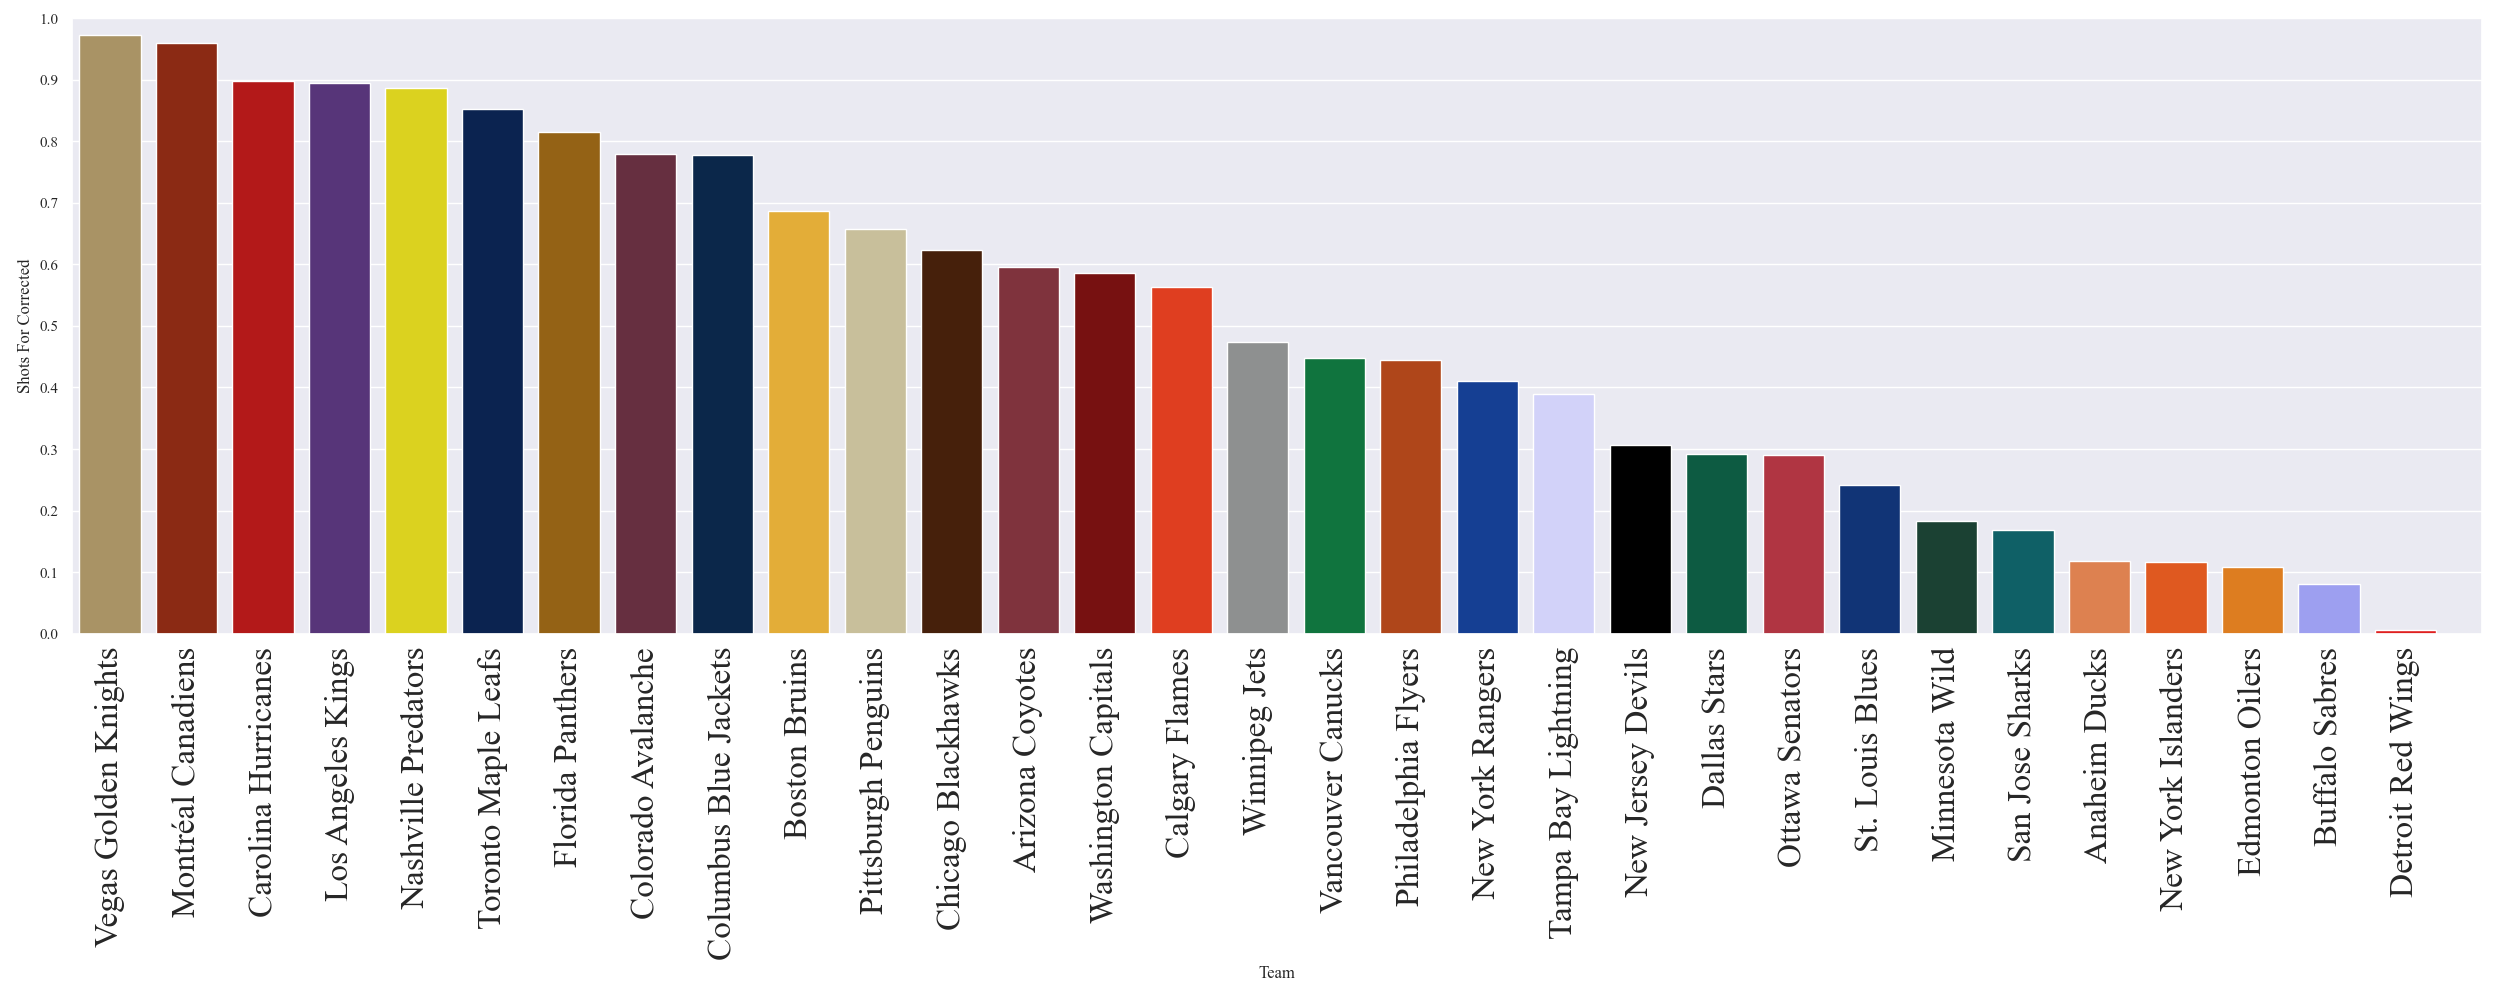 1.0
0.9
0.8
0.7
0.6
0.5
0.4
0.3
0.2
0.1
0.0
Shots For Corrected
Vegas Golden Knights
Montréal Canadiens
Carolina Hurricanes
Los Angeles Kings
Nashville Predators
Toronto Maple Leafs
Florida Panthers
Colorado Avalanche
Columbus Blue Jackets
Boston Bruins
Pittsburgh Penguins
Chicago Blackhawks
Arizona Coyotes
Washington Capitals
Calgary Flames
Winnipeg Jets
Vancouver Canucks
Philadelphia Flyers
New York Rangers
Tampa Bay Lightning
New Jersey Devils
Dallas Stars
Ottawa Senators
St. Louis Blues
Minnesota Wild
San Jose Sharks
Anaheim Ducks
New York Islanders
Edmonton Oilers
Buffalo Sabres
Detroit Red Wings
Team